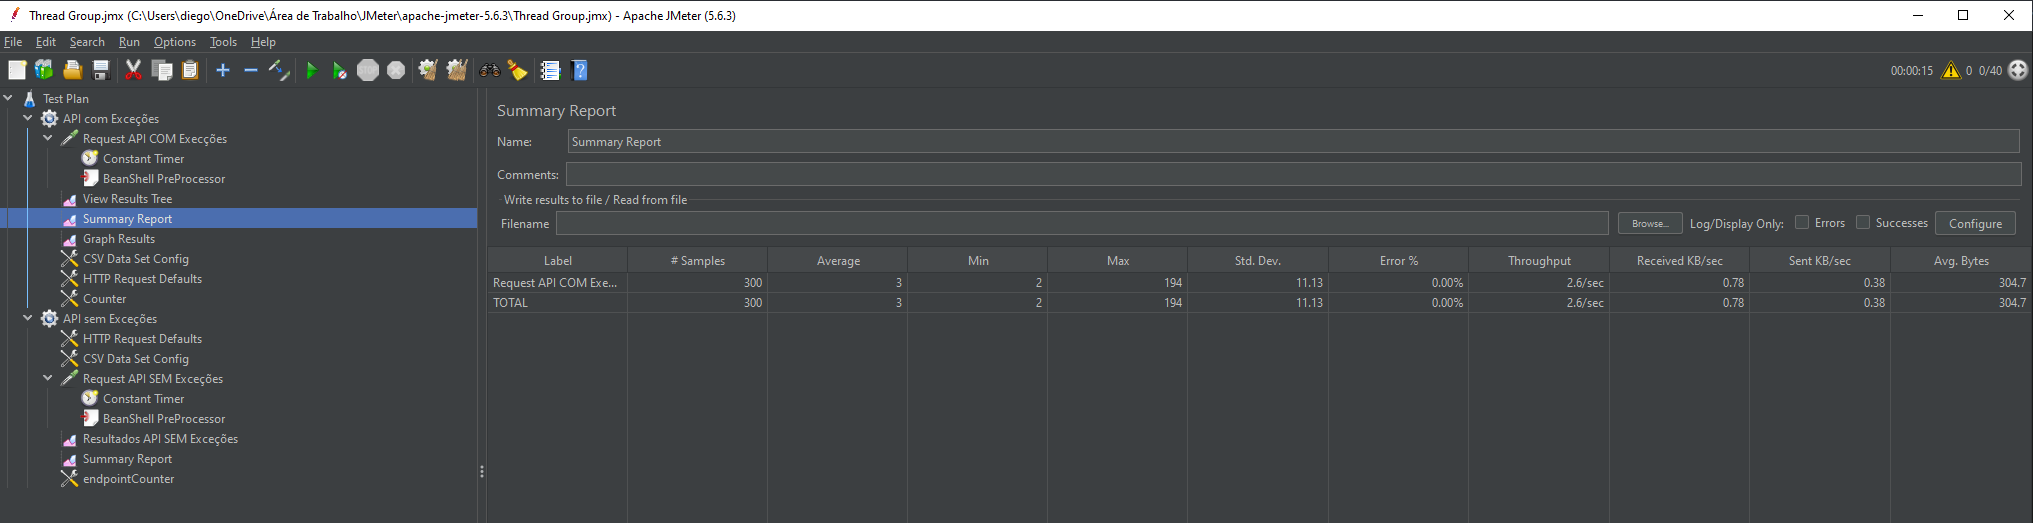 Thread Group.jmx (C:\Users\diego\OneDrive\Área de Trabalho\JMeter\apache-jmeter-5.6.3\Thread Group.jmx) - Apache JMeter (5.6.3)
File Edit Search Run Options Tools Help
00:00:15 0 0/40
Test Plan
API com Exceções
Request API COM Execções
Constant Timer
BeanShell PreProcessor
View Results Tree
Summary Report
Graph Results
CSV Data Set Config
HTTP Request Defaults
Counter
API sem Exceções
HTTP Request Defaults
CSV Data Set Config
Request API SEM Exceções
Constant Timer
BeanShell PreProcessor
Resultados API SEM Exceções
Summary Report
endpointCounter
Summary Report
Name: Summary Report
Comments:
Write results to file / Read from file
Filename Browse... Log/Display Only: Errors Successes Configure
Label # Samples Average Min Max Std. Dev. Error % Throughput Received KB/sec Sent KB/sec Avg. Bytes
Request API COM Exe... 300 3 2 194 11.13 0.00% 2.6/sec 0.78 0.38 304.7
TOTAL 300 3 2 194 11.13 0.00% 2.6/sec 0.78 0.38 304.7